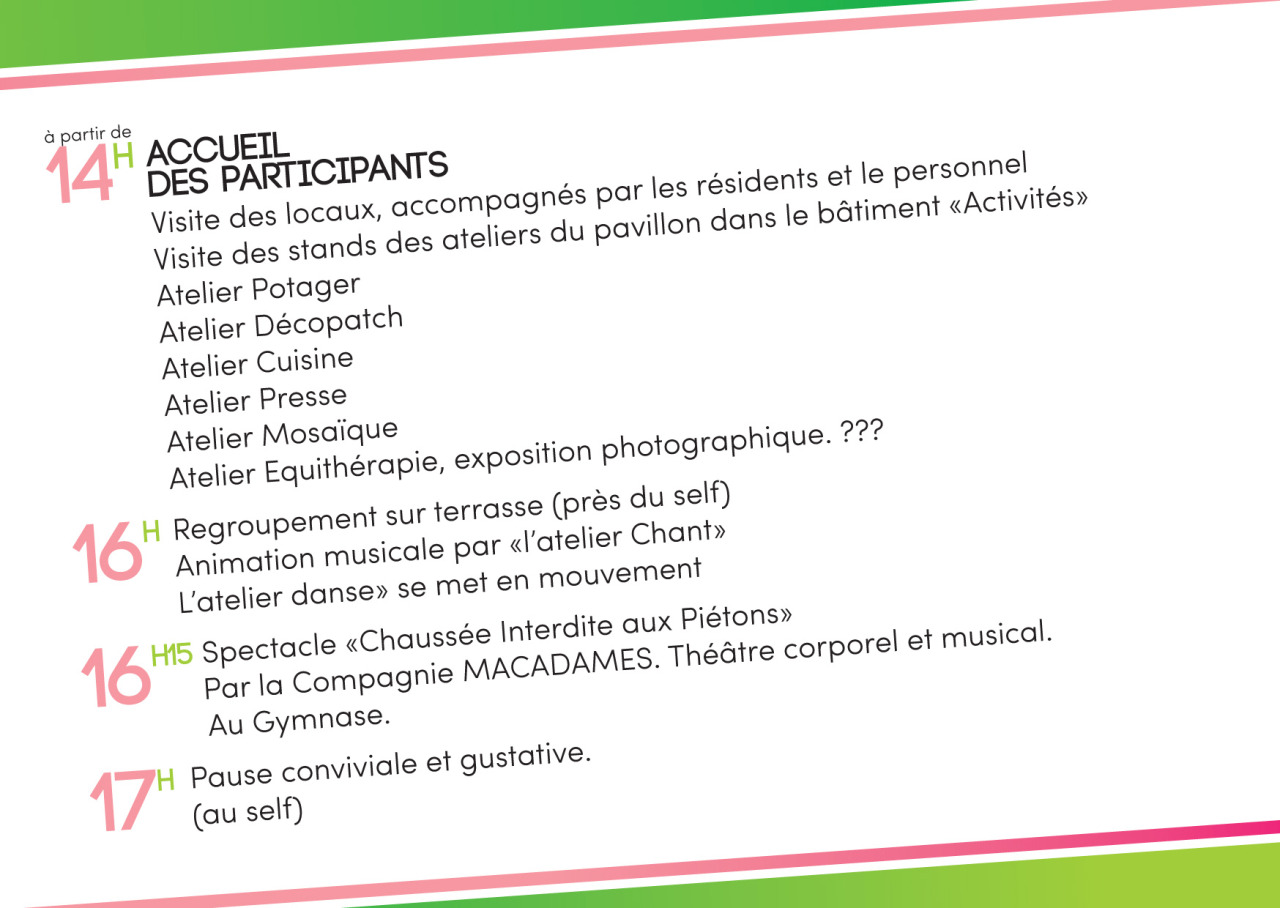 à partir de
14H ACCUEIL
DES PARTICIPANTS
Visite des locaux, accompagnés par les résidents et le personnel
Visite des stands des ateliers du pavillon dans le bâtiment «Activités»
Atelier Potager
Atelier Décopatch
Atelier Cuisine
Atelier Presse
Atelier Mosaïque
Atelier Equithérapie, exposition photographique. ???
16H Regroupement sur terrasse (près du self)
Animation musicale par «l’atelier Chant»
L’atelier danse» se met en mouvement
16H15 Spectacle «Chaussée Interdite aux Piétons»
Par la Compagnie MACADAMES. Théâtre corporel et musical.
Au Gymnase.
17H Pause conviviale et gustative.
(au self)